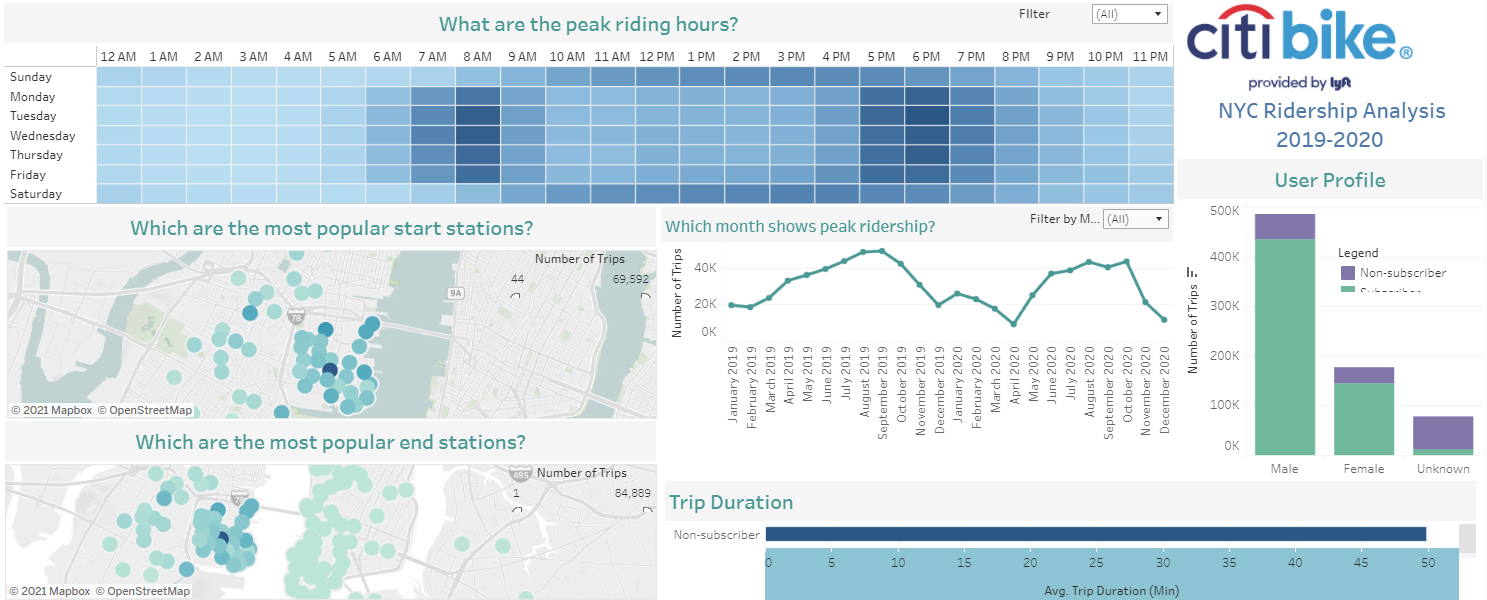 What are the peak riding hours?
FIlter
(All)
12 AM 1 AM 2 AM 3 AM 4 AM 5 AM 6 AM 7 AM 8 AM 9 AM 10 AM 11 AM 12 PM 1 PM 2 PM 3 PM 4 PM 5 PM 6 PM 7 PM 8 PM 9 PM 10 PM 11 PM
Sunday
Monday
Tuesday
Wednesday
Thursday
Friday
Saturday
citi bike®
provided by lyft
NYC Ridership Analysis
2019-2020
Which are the most popular start stations?
Number of Trips
44 69,592
9A
78
© 2021 Mapbox © OpenStreetMap
Which are the most popular end stations?
Number of Trips
1 84,889
495
© 2021 Mapbox © OpenStreetMap
Which month shows peak ridership?
Filter by M...
(All)
Number of Trips
40K
20K
0K
January 2019
February 2019
March 2019
April 2019
May 2019
June 2019
July 2019
August 2019
September 2019
October 2019
November 2019
December 2019
January 2020
February 2020
March 2020
April 2020
May 2020
June 2020
July 2020
August 2020
September 2020
October 2020
November 2020
December 2020
User Profile
500K
400K
300K
200K
100K
0K
Number of Trips
Legend
Non-subscriber
Male Female Unknown
Trip Duration
Non-subscriber
0 5 10 15 20 25 30 35 40 45 50
Avg. Trip Duration (Min)